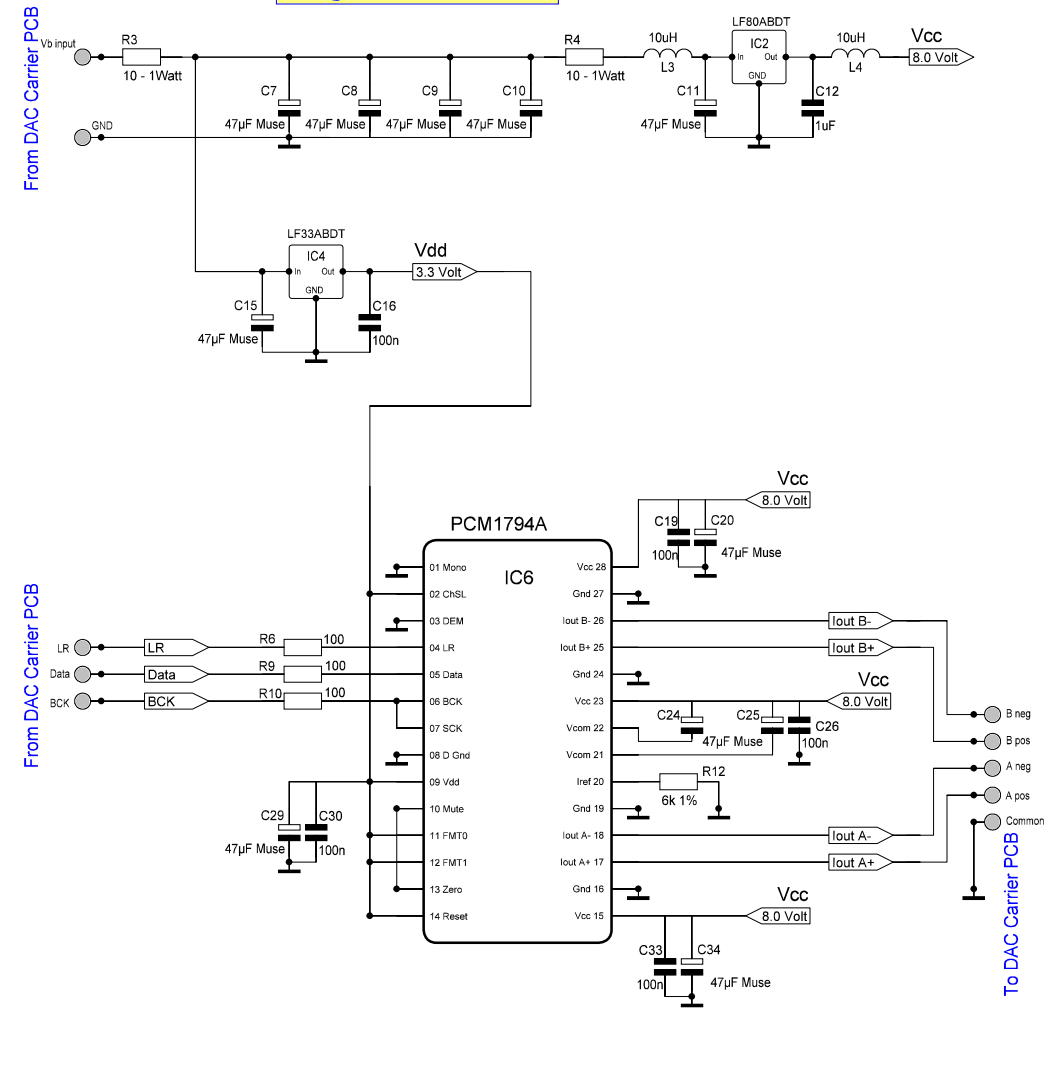 From DAC Carrier PCB
Vb input
R3
10 - 1Watt
C7
47µF Muse
C8
47µF Muse
C9
47µF Muse
C10
47µF Muse
R4
10 - 1Watt
10uH
L3
C11
47µF Muse
LF80ABDT
IC2
In
Out
GND
10uH
L4
C12
1uF
Vcc
8.0 Volt
GND
LF33ABDT
IC4
In
Out
GND
Vdd
3.3 Volt
C15
47µF Muse
C16
100n
PCM1794A
IC6
01 Mono
02 ChSL
03 DEM
04 LR
05 Data
06 BCK
07 SCK
08 D Gnd
09 Vdd
10 Mute
11 FMT0
12 FMT1
13 Zero
14 Reset
Vcc 28
Gnd 27
Iout B- 26
Iout B+ 25
Gnd 24
Vcc 23
Vcom 22
Vcom 21
Iref 20
Gnd 19
Iout A- 18
Iout A+ 17
Gnd 16
Vcc 15
From DAC Carrier PCB
LR
LR
R6
100
Data
Data
R9
100
BCK
BCK
R10
100
C29
47µF Muse
C30
100n
Vcc
8.0 Volt
C19
100n
C20
47µF Muse
Iout B-
Iout B+
Vcc
8.0 Volt
C24
47µF Muse
C25
C26
100n
R12
6k 1%
Iout A-
Iout A+
Vcc
8.0 Volt
C33
100n
C34
47µF Muse
B neg
B pos
A neg
A pos
Common
To DAC Carrier PCB